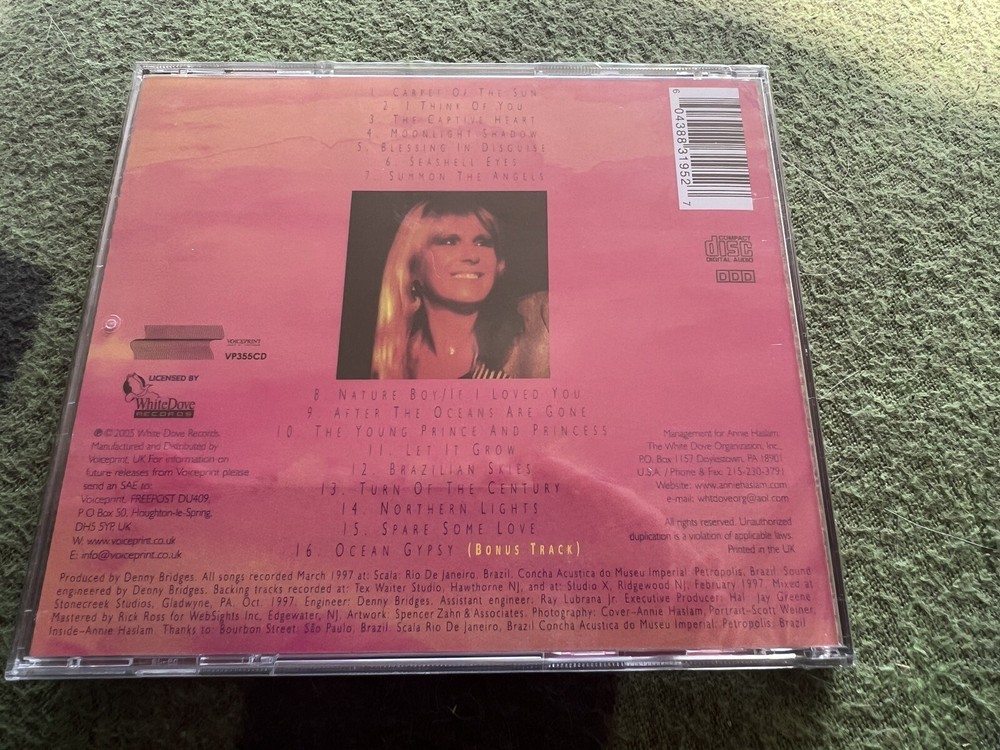 1. Carpet Of The Sun
2. I Think Of You
3. The Captive Heart
4. Moonlight Shadow
5. Blessing In Disguise
6. Seashell Eyes
7. Summon The Angels
6 04388 31952 7
COMPACT
disc
DIGITAL AUDIO
DDD
VOICEPRINT
VP355CD
LICENSED BY
WhiteDove
RECORDS
℗©2005 White Dove Records.
Manufactured and Distributed by
Voiceprint, UK For information on
future releases from Voiceprint please
send an SAE to:
Voiceprint, FREEPOST DU409,
P O Box 50, Houghton-le-Spring,
DH5 5YP, UK
W: www.voiceprint.co.uk
E: info@voiceprint.co.uk
8. Nature Boy/If I Loved You
9. After The Oceans Are Gone
10. The Young Prince And Princess
11. Let It Grow
12. Brazilian Skies
13. Turn Of The Century
14. Northern Lights
15. Spare Some Love
16. Ocean Gypsy (Bonus Track)
Management for Annie Haslam:
The White Dove Organization, Inc.,
P.O. Box 1157 Doylestown, PA 18901
U.S.A. / Phone & Fax: 215-230-3793
Website: www.anniehaslam.com
e-mail: whtdoveorg@aol.com
All rights reserved. Unauthorized
duplication is a violation of applicable laws.
Printed in the UK
Produced by Denny Bridges. All songs recorded March 1997 at: Scala: Rio De Janeiro, Brazil. Concha Acustica do Museu Imperial: Petropolis, Brazil. Sound
engineered by Denny Bridges. Backing tracks recorded at: Tex Waiter Studio, Hawthorne NJ, and at: Studio X, Ridgewood NJ, February 1997. Mixed at
Stonecreek Studios, Gladwyne, PA. Oct. 1997. Engineer: Denny Bridges. Assistant engineer: Ray Lubrana Jr. Executive Producer: Hal Jay Greene
Mastered by Rick Ross for WebSights Inc, Edgewater, NJ. Artwork: Spencer Zahn & Associates. Photography: Cover-Annie Haslam, Portrait-Scott Weiner,
Inside-Annie Haslam. Thanks to: Bourbon Street: São Paulo, Brazil: Scala Rio De Janeiro, Brazil Concha Acustica do Museu Imperial: Petropolis, Brazil